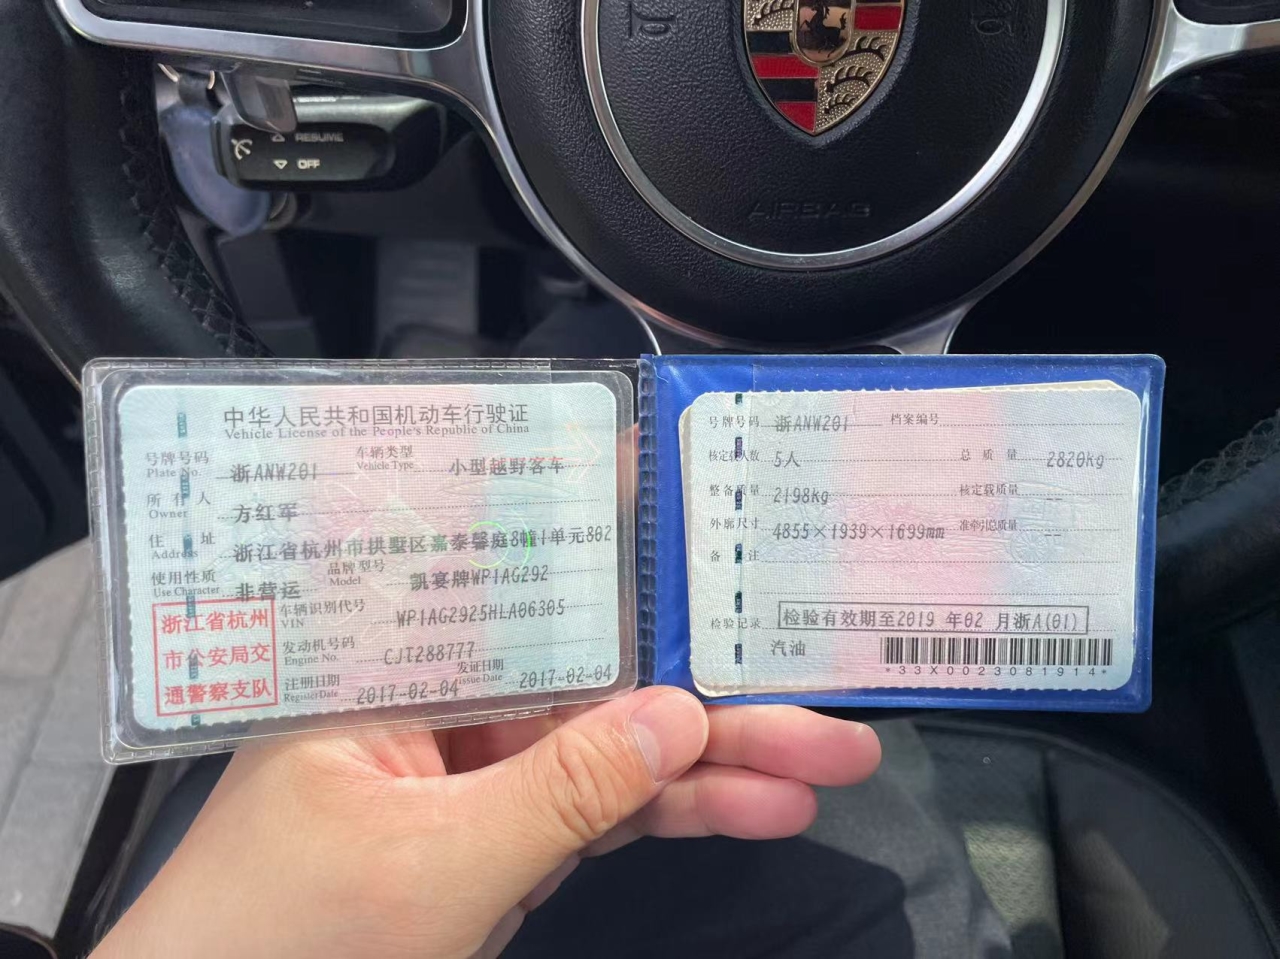 RESUME
OFF
AIRBAG
中华人民共和国机动车行驶证
Vehicle License of the People's Republic of China
号牌号码 浙ANW201 车辆类型 小型越野客车
Plate No. Vehicle Type
所有人 方红军
Owner
住址 浙江省杭州市拱墅区嘉泰馨庭8幢1单元802
Address
使用性质 非营运 品牌型号 凯宴牌WP1AG292
Use Character Model
浙江省杭州
市公安局交
通警察支队
车辆识别代号 WP1AG2925HLA06305
VIN
发动机号码 CJT288777
Engine No.
注册日期 2017-02-04 发证日期 2017-02-04
Register Date Issue Date
号牌号码 浙ANW201 档案编号
核定载人数 5人 总质量 2820kg
整备质量 2198kg 核定载质量 --
外廓尺寸 4855×1939×1699mm 准牵引总质量 --
备注
检验记录 检验有效期至2019年02月浙A(01)
汽油
*33X0023081914*